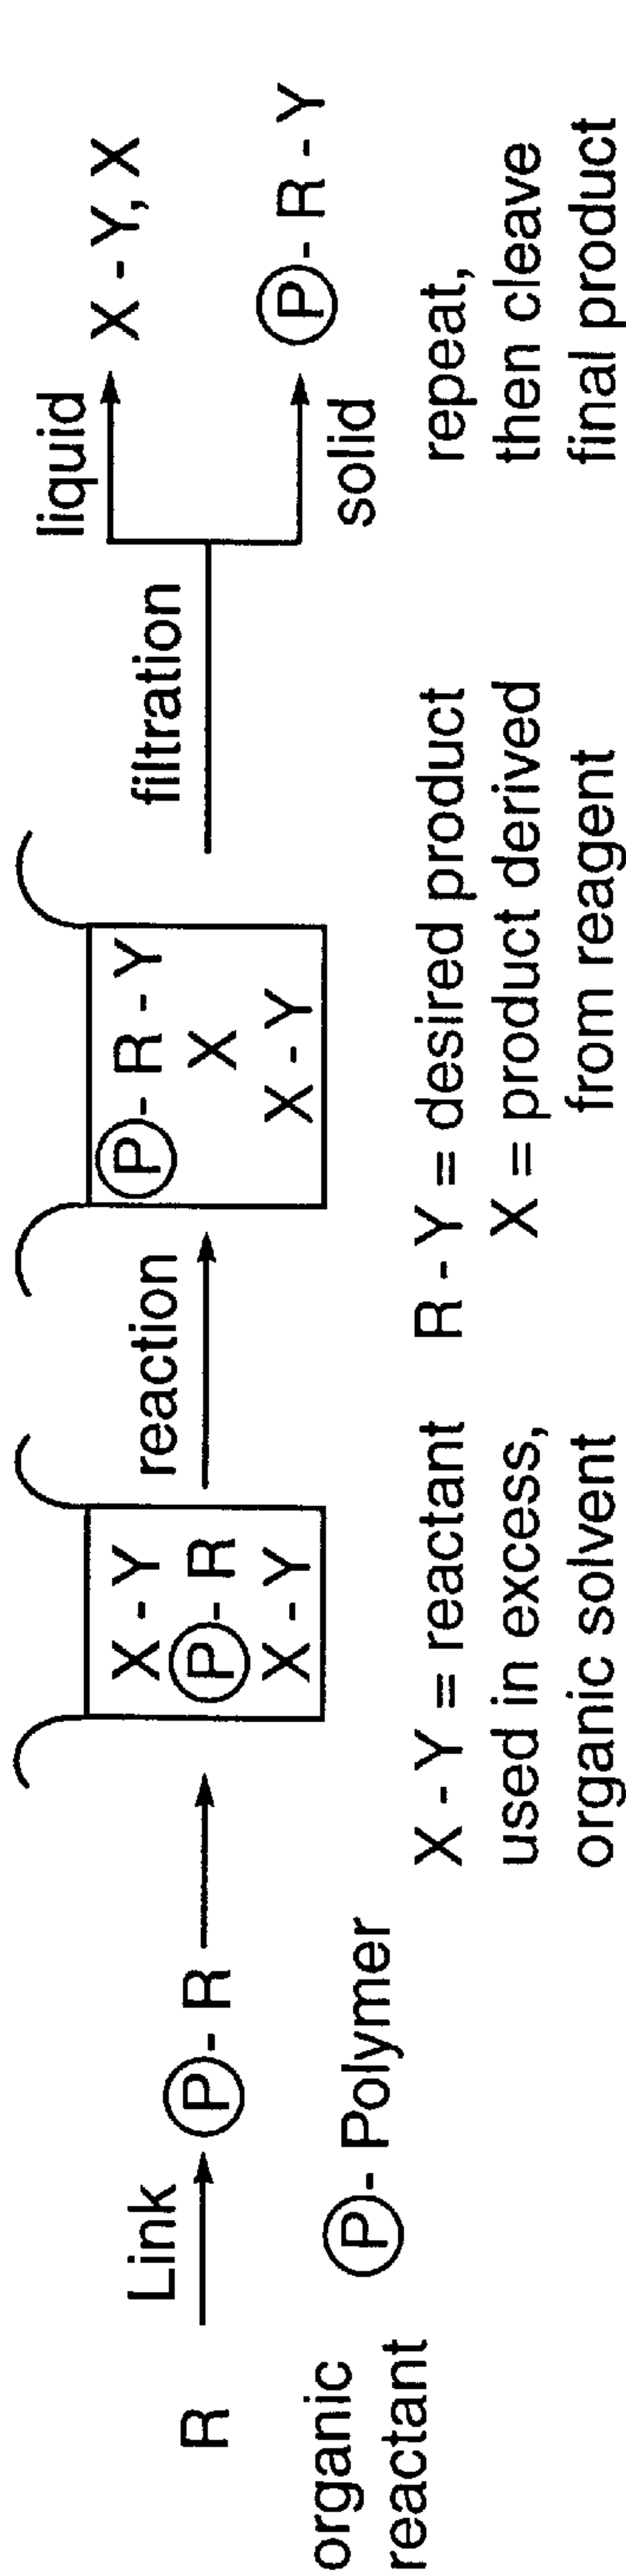 R
Link
P - R
X - Y
P - R
X - Y
reaction
P - R - Y
X
X - Y
filtration
liquid
X - Y, X
P - R - Y
solid
organic
reactant
P - Polymer
X - Y = reactant
used in excess,
organic solvent
R - Y = desired product
X = product derived
from reagent
repeat,
then cleave
final product